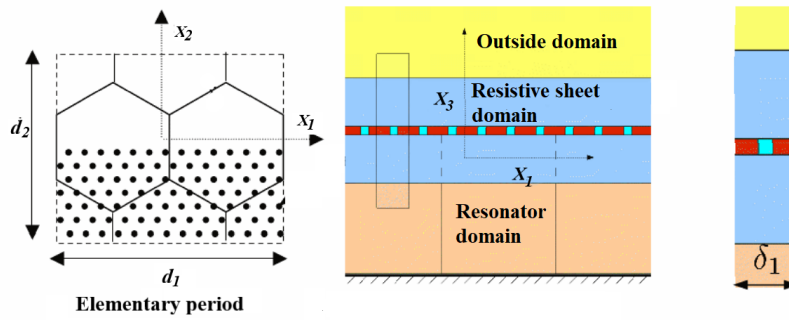 X2
X1
d2
d1
Elementary period
Outside domain
Resistive sheet
domain
X3
X1
Resonator
domain
δ1